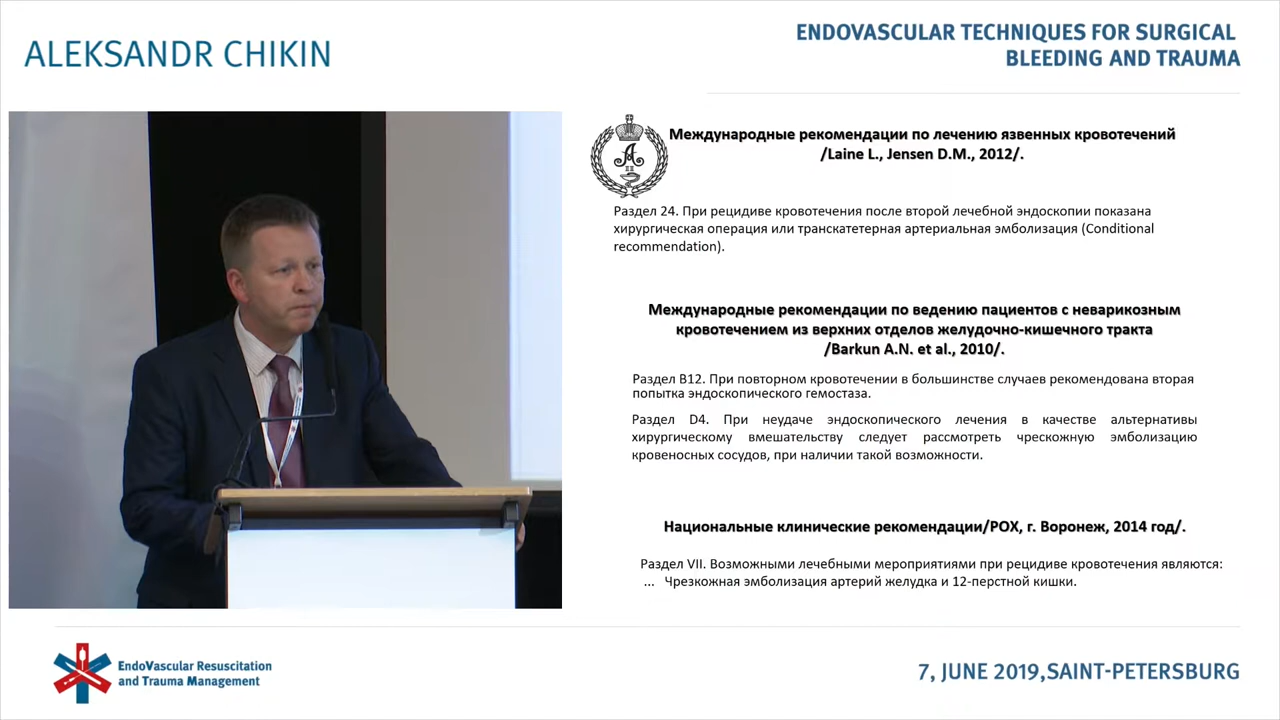 ALEKSANDR CHIKIN
ENDOVASCULAR TECHNIQUES FOR SURGICAL
BLEEDING AND TRAUMA
Международные рекомендации по лечению язвенных кровотечений
/Laine L., Jensen D.M., 2012/.
Раздел 24. При рецидиве кровотечения после второй лечебной эндоскопии показана
хирургическая операция или транскатетерная артериальная эмболизация (Conditional
recommendation).
Международные рекомендации по ведению пациентов с неварикозным
кровотечением из верхних отделов желудочно-кишечного тракта
/Barkun A.N. et al., 2010/.
Раздел В12. При повторном кровотечении в большинстве случаев рекомендована вторая
попытка эндоскопического гемостаза.
Раздел D4. При неудаче эндоскопического лечения в качестве альтернативы
хирургическому вмешательству следует рассмотреть чрескожную эмболизацию
кровеносных сосудов, при наличии такой возможности.
Национальные клинические рекомендации/РОХ, г. Воронеж, 2014 год/.
Раздел VII. Возможными лечебными мероприятиями при рецидиве кровотечения являются:
... Чрезкожная эмболизация артерий желудка и 12-перстной кишки.
EndoVascular Resuscitation
and Trauma Management
7, JUNE 2019,SAINT-PETERSBURG